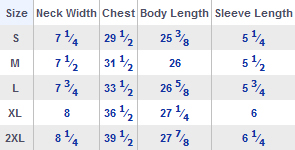 Size Neck Width Chest Body Length Sleeve Length
S 7 1/4 29 1/2 25 3/8 5 1/4
M 7 1/2 31 1/2 26 5 1/2
L 7 3/4 33 1/2 26 5/8 5 3/4
XL 8 36 1/2 27 1/4 6
2XL 8 1/4 39 1/2 27 7/8 6 1/4